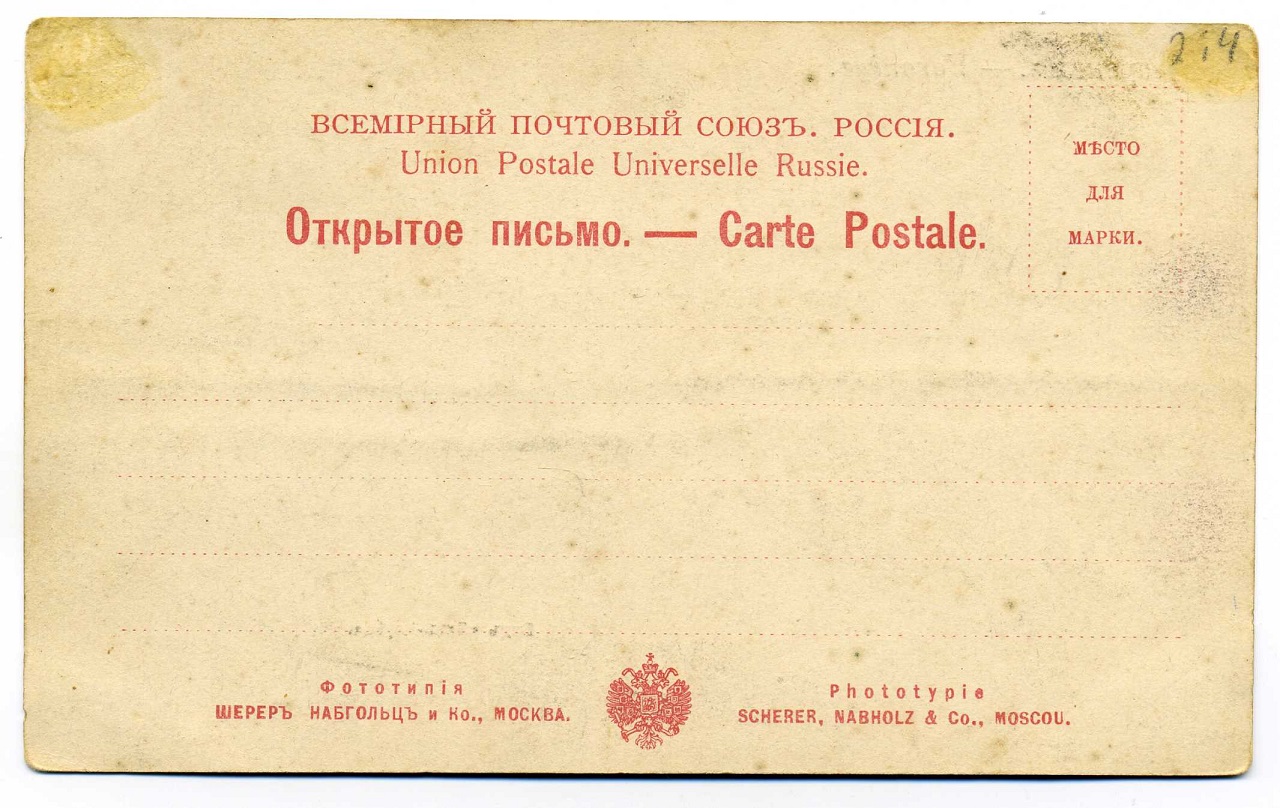 214
ВСЕМІРНЫЙ ПОЧТОВЫЙ СОЮЗЪ. РОССІЯ.
Union Postale Universelle Russie.
Открытое письмо. — Carte Postale.
МѢСТО
ДЛЯ
МАРКИ.
Фототипія
ШЕРЕРЪ НАБГОЛЬЦЪ и Ко., МОСКВА.
Phototypie
SCHERER, NABHOLZ & Co., MOSCOU.